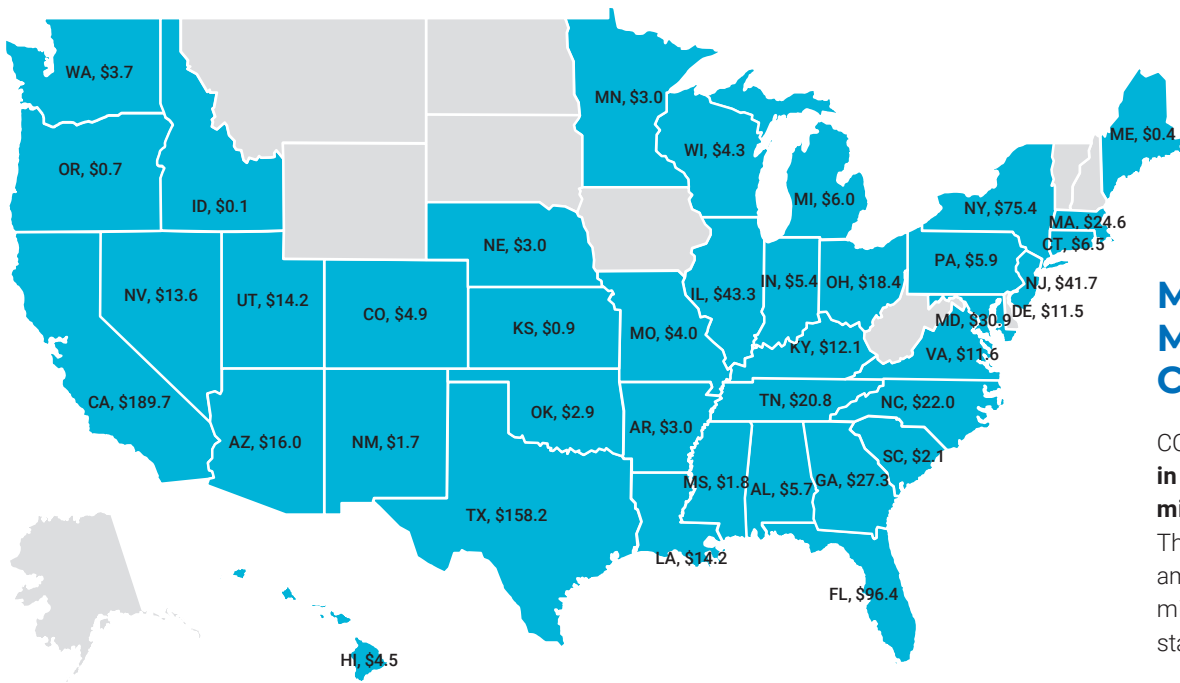 WA, $3.7
MN, $3.0
ME, $0.4
OR, $0.7
WI, $4.3
ID, $0.1
MI, $6.0
NY, $75.4
MA, $24.6
NE, $3.0
CT, $6.5
PA, $5.9
NV, $13.6
UT, $14.2
IL, $43.3
IN, $5.4
OH, $18.4
NJ, $41.7
CO, $4.9
DE, $11.5
MD, $30.9
KS, $0.9
MO, $4.0
KY, $12.1
VA, $11.6
CA, $189.7
TN, $20.8
NC, $22.0
OK, $2.9
AZ, $16.0
NM, $1.7
AR, $3.0
SC, $2.1
MS, $1.8
AL, $5.7
GA, $27.3
TX, $158.2
LA, $14.2
FL, $96.4
HI, $4.5
M
M
C
CO
in
mi
Th
an
m
sta